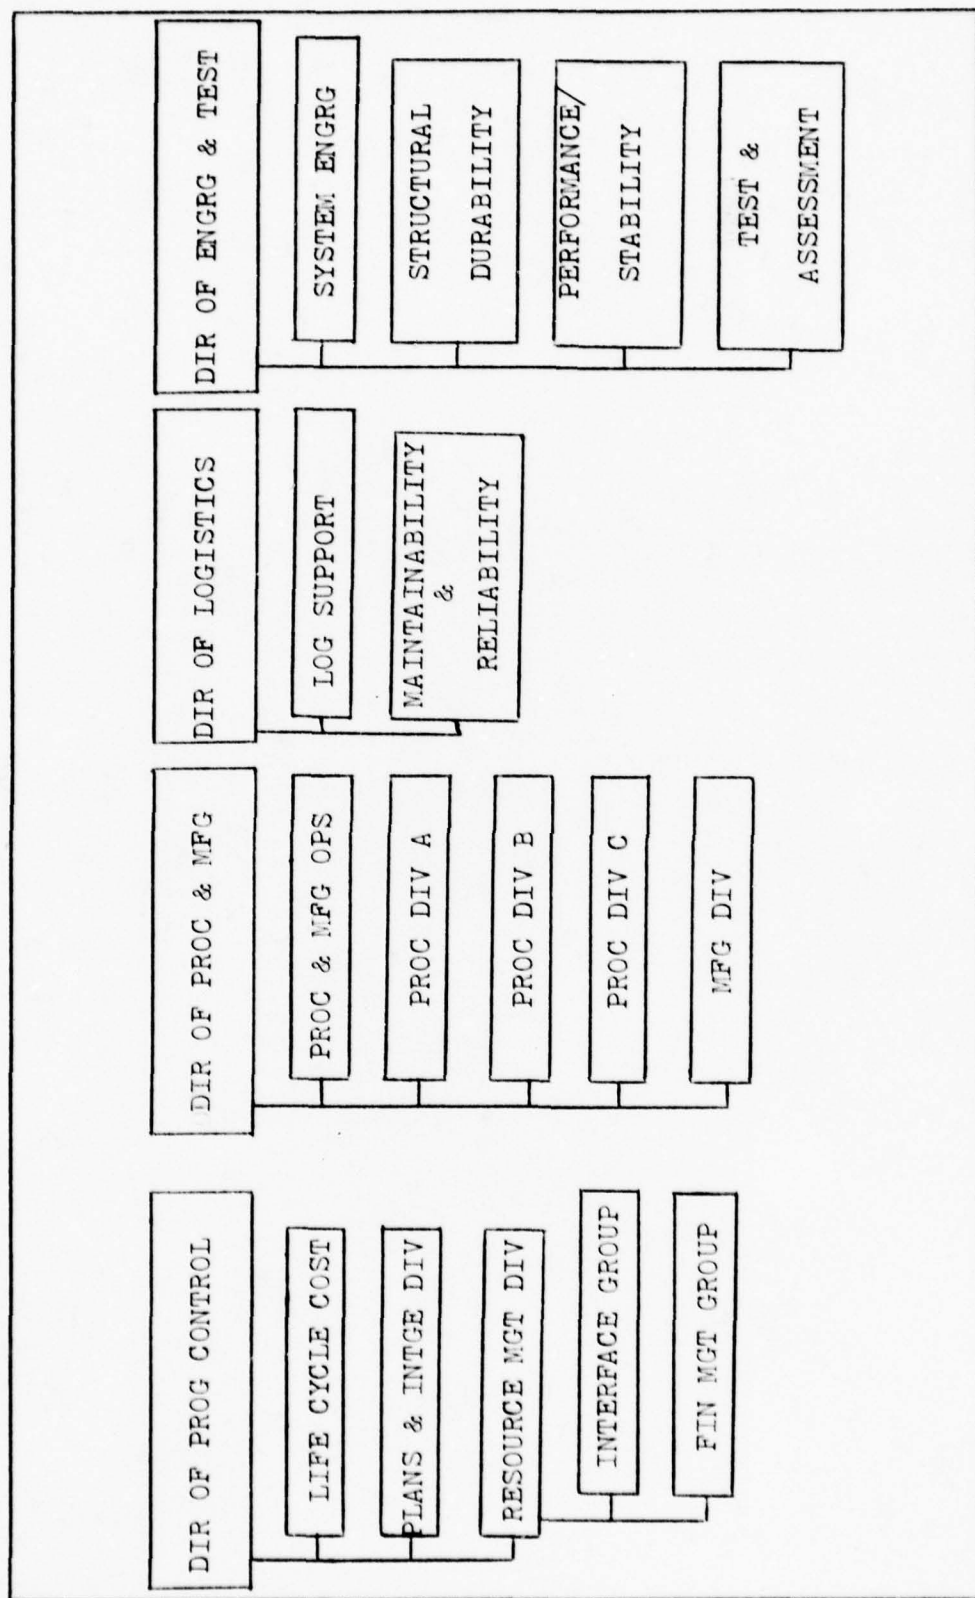 DIR OF PROG CONTROL
LIFE CYCLE COST
PLANS & INTGE DIV
RESOURCE MGT DIV
INTERFACE GROUP
FIN MGT GROUP
DIR OF PROC & MFG
PROC & MFG OPS
PROC DIV A
PROC DIV B
PROC DIV C
MFG DIV
DIR OF LOGISTICS
LOG SUPPORT
MAINTAINABILITY
&
RELIABILITY
DIR OF ENGRG & TEST
SYSTEM ENGRG
STRUCTURAL
DURABILITY
PERFORMANCE/
STABILITY
TEST &
ASSESSMENT